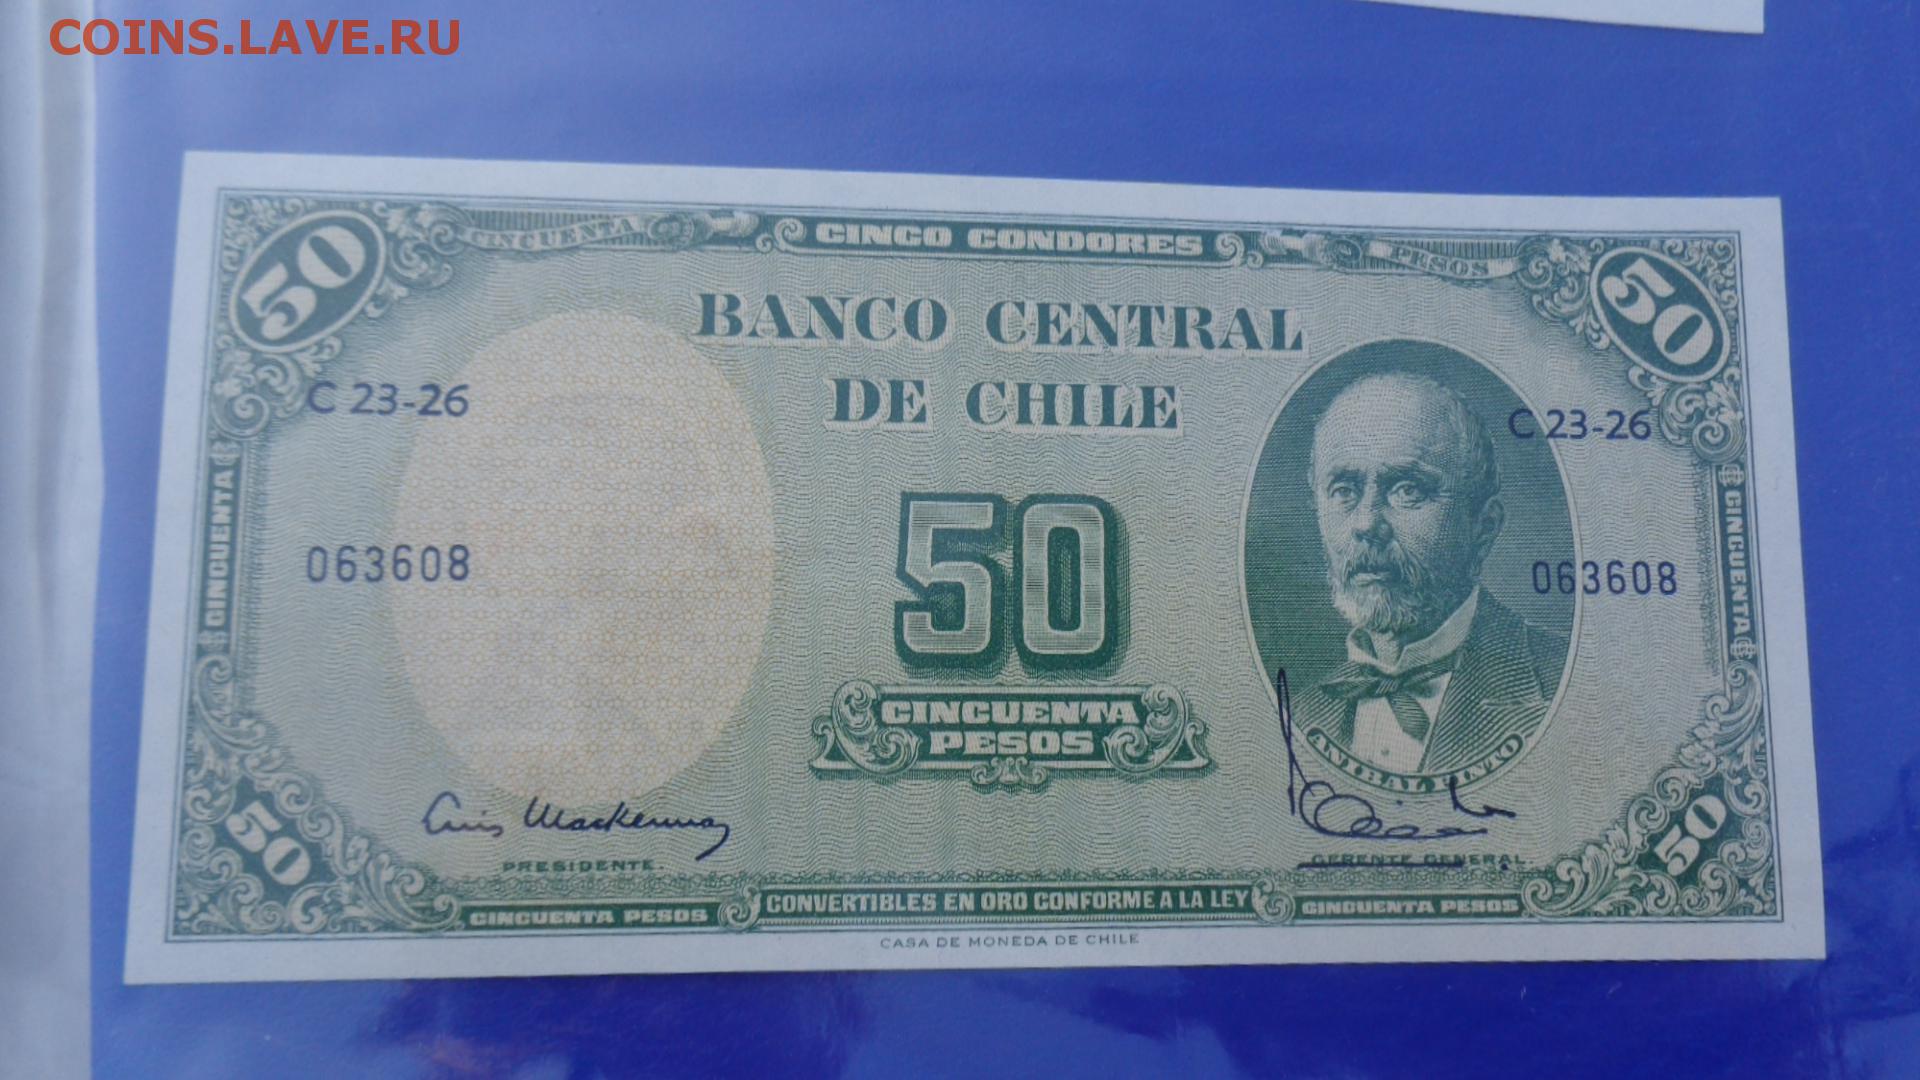 COINS.LAVE.RU
50
CINCUENTA
CINCO CONDORES
PESOS
50
BANCO CENTRAL
DE CHILE
C 23-26
C 23-26
50
063608
063608
CINCUENTA
CINCUENTA
CINCUENTA
PESOS
ANIBAL PINTO
Luis Mackenna
PRESIDENTE.
GERENTE GENERAL.
50
50
CINCUENTA PESOS
CONVERTIBLES EN ORO CONFORME A LA LEY
CINCUENTA PESOS
CASA DE MONEDA DE CHILE